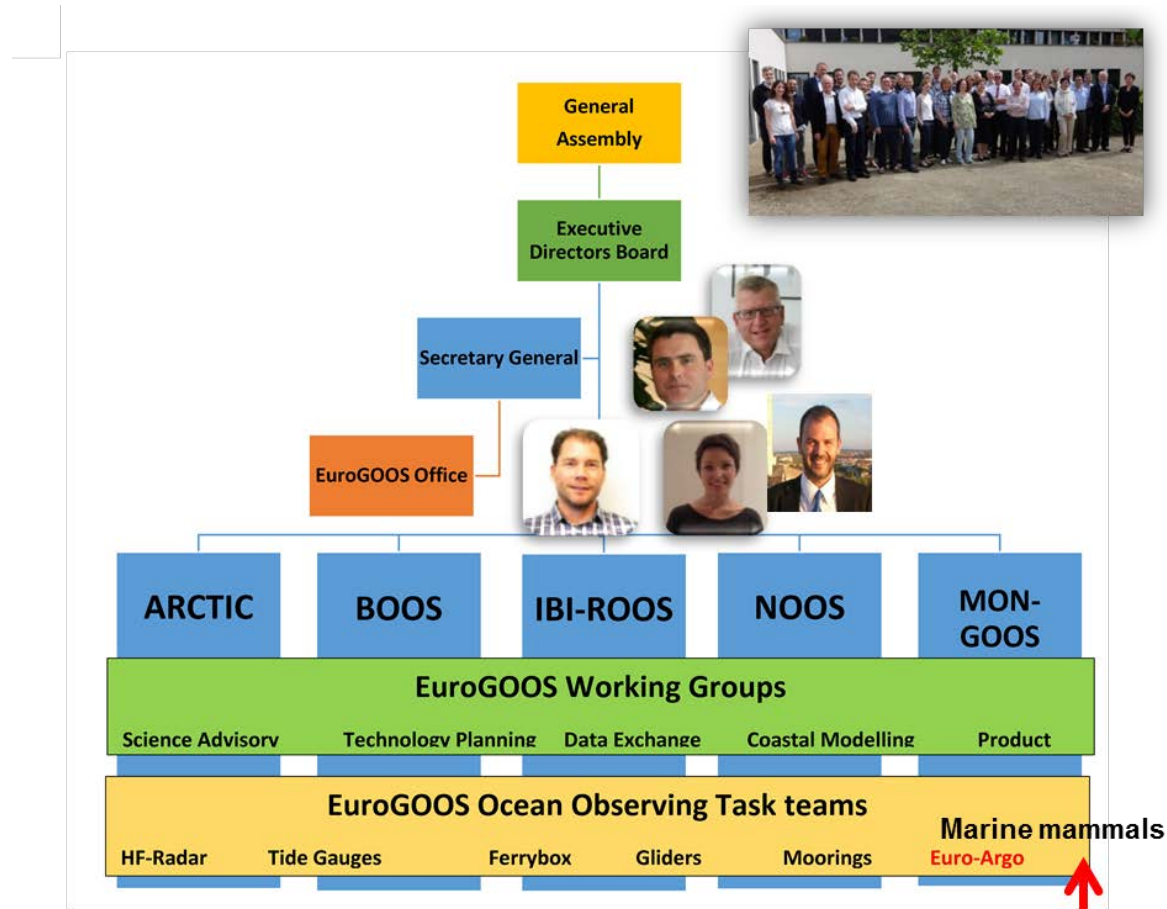 General
Assembly
Executive
Directors Board
Secretary General
EuroGOOS Office
ARCTIC
BOOS
IBI-ROOS
NOOS
MON-
GOOS
EuroGOOS Working Groups
Science Advisory
Technology Planning
Data Exchange
Coastal Modelling
Product
EuroGOOS Ocean Observing Task teams
Marine mammals
HF-Radar
Tide Gauges
Ferrybox
Gliders
Moorings
Euro-Argo